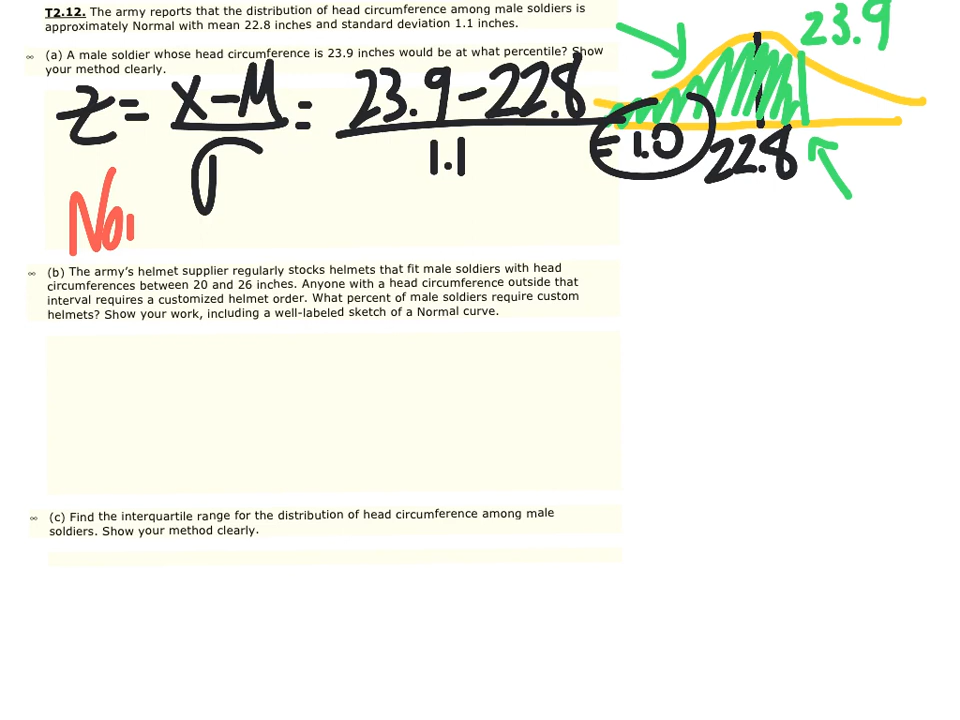 T2.12. The army reports that the distribution of head circumference among male soldiers is
approximately Normal with mean 22.8 inches and standard deviation 1.1 inches.
(a) A male soldier whose head circumference is 23.9 inches would be at what percentile? Show
your method clearly.
23.9
z = x-μ / σ = 23.9-22.8 / 1.1 = 1.0
22.8
(b) The army's helmet supplier regularly stocks helmets that fit male soldiers with head
circumferences between 20 and 26 inches. Anyone with a head circumference outside that
interval requires a customized helmet order. What percent of male soldiers require custom
helmets? Show your work, including a well-labeled sketch of a Normal curve.
(c) Find the interquartile range for the distribution of head circumference among male
soldiers. Show your method clearly.